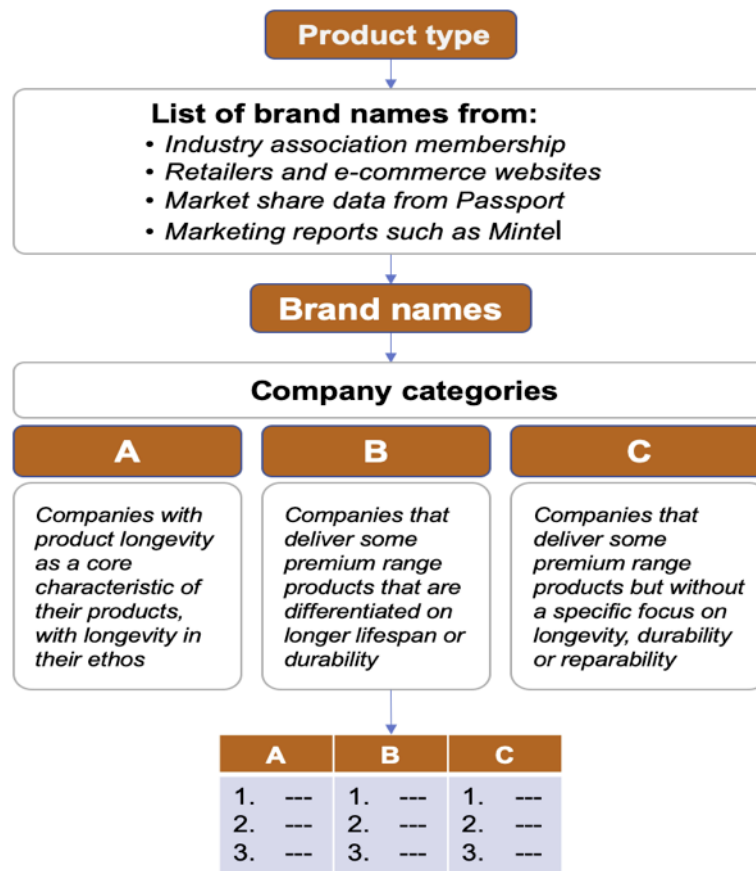 Product type
List of brand names from:
• Industry association membership
• Retailers and e-commerce websites
• Market share data from Passport
• Marketing reports such as Mintel
Brand names
Company categories
A
Companies with
product longevity
as a core
characteristic of
their products,
with longevity in
their ethos
B
Companies that
deliver some
premium range
products that are
differentiated on
longer lifespan or
durability
C
Companies that
deliver some
premium range
products but without
a specific focus on
longevity, durability
or reparability
A B C
1. --- 1. --- 1. ---
2. --- 2. --- 2. ---
3. --- 3. --- 3. ---